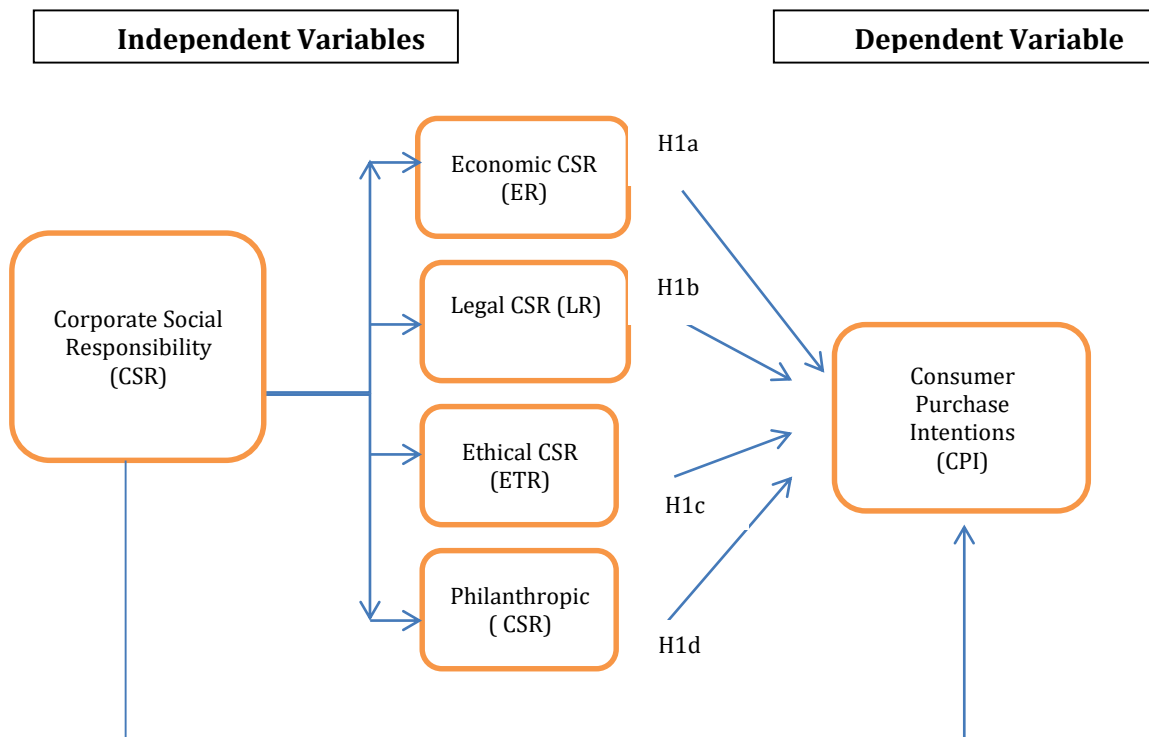 Independent Variables
Dependent Variable
Corporate Social
Responsibility
(CSR)
Economic CSR
(ER)
Legal CSR (LR)
Ethical CSR
(ETR)
Philanthropic
( CSR)
H1a
H1b
H1c
H1d
Consumer
Purchase
Intentions
(CPI)